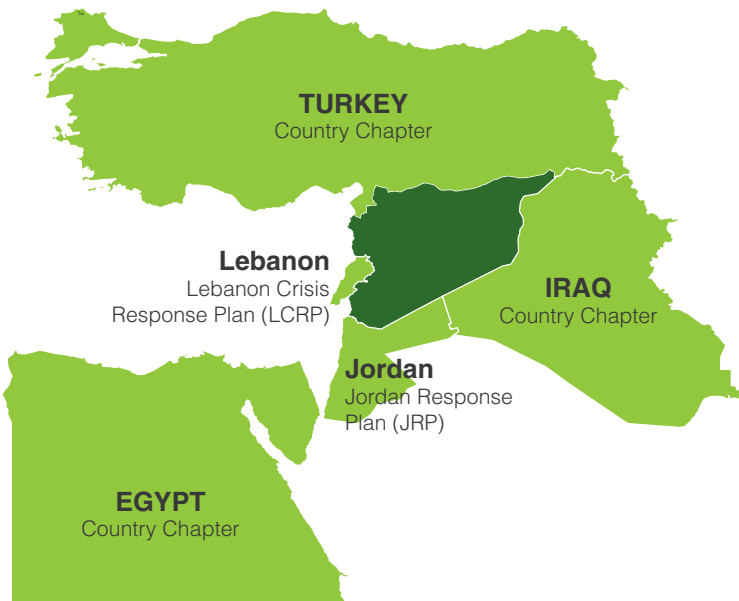 TURKEY
Country Chapter
Lebanon
Lebanon Crisis
Response Plan (LCRP)
IRAQ
Country Chapter
Jordan
Jordan Response
Plan (JRP)
EGYPT
Country Chapter